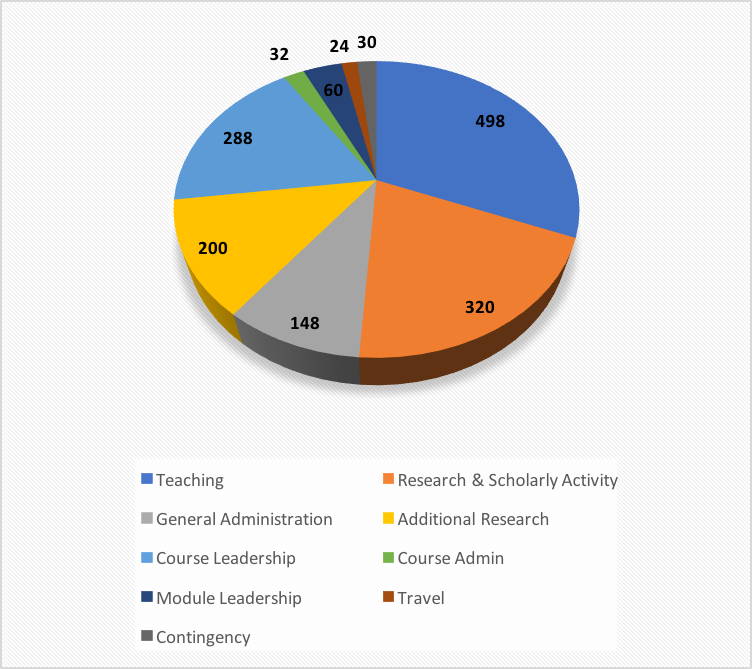 32
24
30
60
498
288
200
320
148
Teaching
Research & Scholarly Activity
General Administration
Additional Research
Course Leadership
Course Admin
Module Leadership
Travel
Contingency